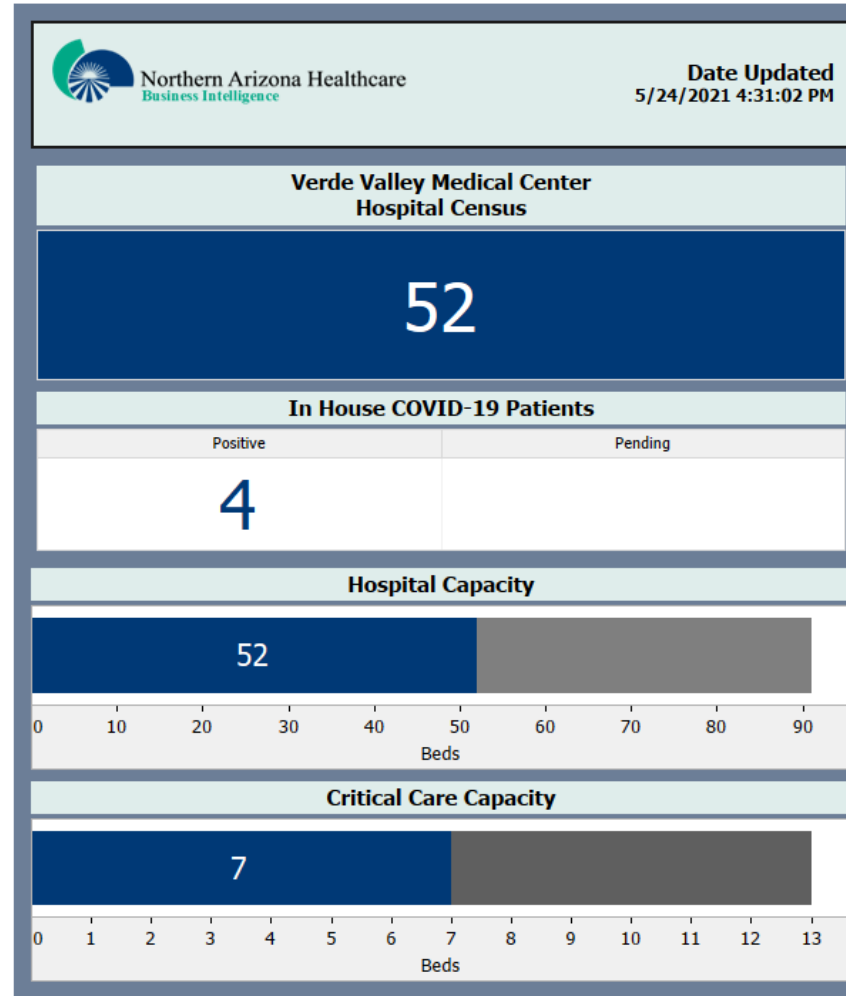 Northern Arizona Healthcare
Business Intelligence
Date Updated
5/24/2021 4:31:02 PM
Verde Valley Medical Center
Hospital Census
52
In House COVID-19 Patients
Positive Pending
4
Hospital Capacity
52
0 10 20 30 40 50 60 70 80 90
Beds
Critical Care Capacity
7
0 1 2 3 4 5 6 7 8 9 10 11 12 13
Beds